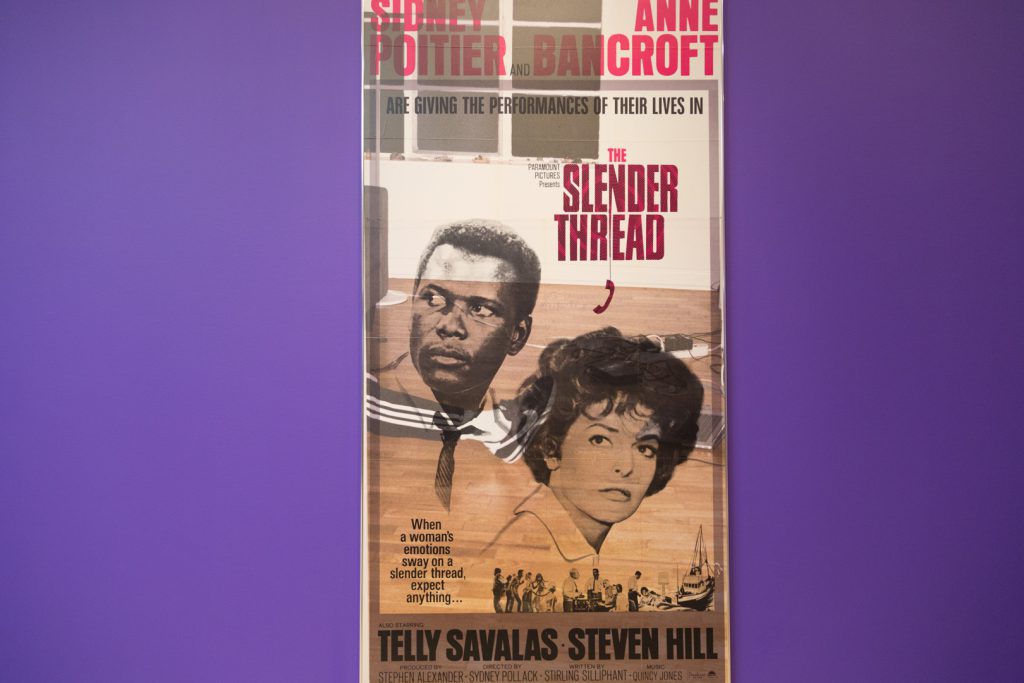 SIDNEY ANNE
POITIER AND BANCROFT
ARE GIVING THE PERFORMANCES OF THEIR LIVES IN
PARAMOUNT
PICTURES
Presents
THE
SLENDER
THREAD
When
a woman's
emotions
sway on a
slender thread,
expect
anything...
ALSO STARRING
TELLY SAVALAS · STEVEN HILL
PRODUCED BY DIRECTED BY WRITTEN BY MUSIC
STEPHEN ALEXANDER · SYDNEY POLLACK · STIRLING SILLIPHANT · QUINCY JONES